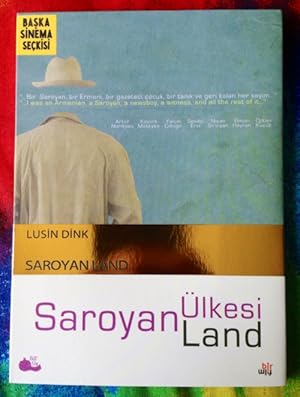 BAŞKA
SİNEMA
SEÇKİSİ
"...Bir Saroyan, bir Ermeni, bir gazeteci çocuk, bir tanık ve geri kalan her şeyim..."
"...I was an Armenian, a Saroyan, a newsboy, a witness, and all the rest of it..."
LUSİN DİNK
SAROYAN LAND
Saroyan Ülkesi
Land
bir